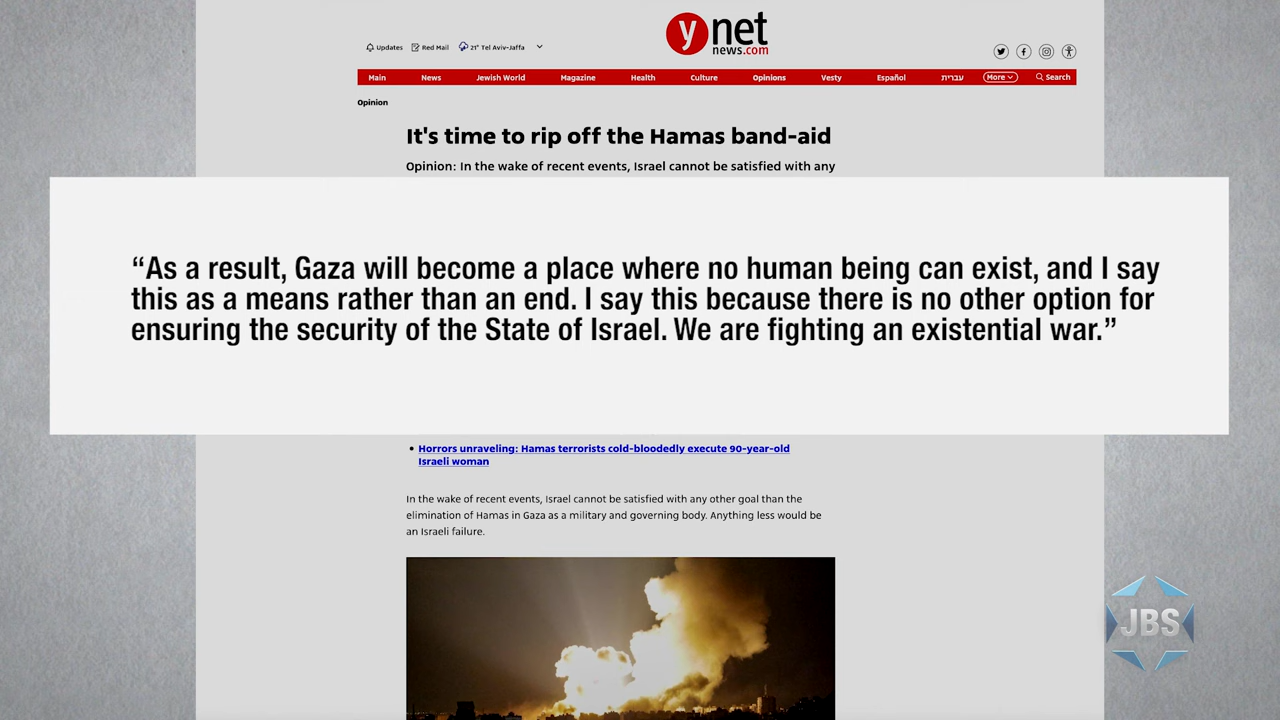 y net
news.com
Updates Red Mail 21° Tel Aviv-Jaffa
Main News Jewish World Magazine Health Culture Opinions Vesty Español עברית More Search
Opinion
It's time to rip off the Hamas band-aid
Opinion: In the wake of recent events, Israel cannot be satisfied with any
“As a result, Gaza will become a place where no human being can exist, and I say
this as a means rather than an end. I say this because there is no other option for
ensuring the security of the State of Israel. We are fighting an existential war.”
• Horrors unraveling: Hamas terrorists cold-bloodedly execute 90-year-old
Israeli woman
In the wake of recent events, Israel cannot be satisfied with any other goal than the
elimination of Hamas in Gaza as a military and governing body. Anything less would be
an Israeli failure.
JBS